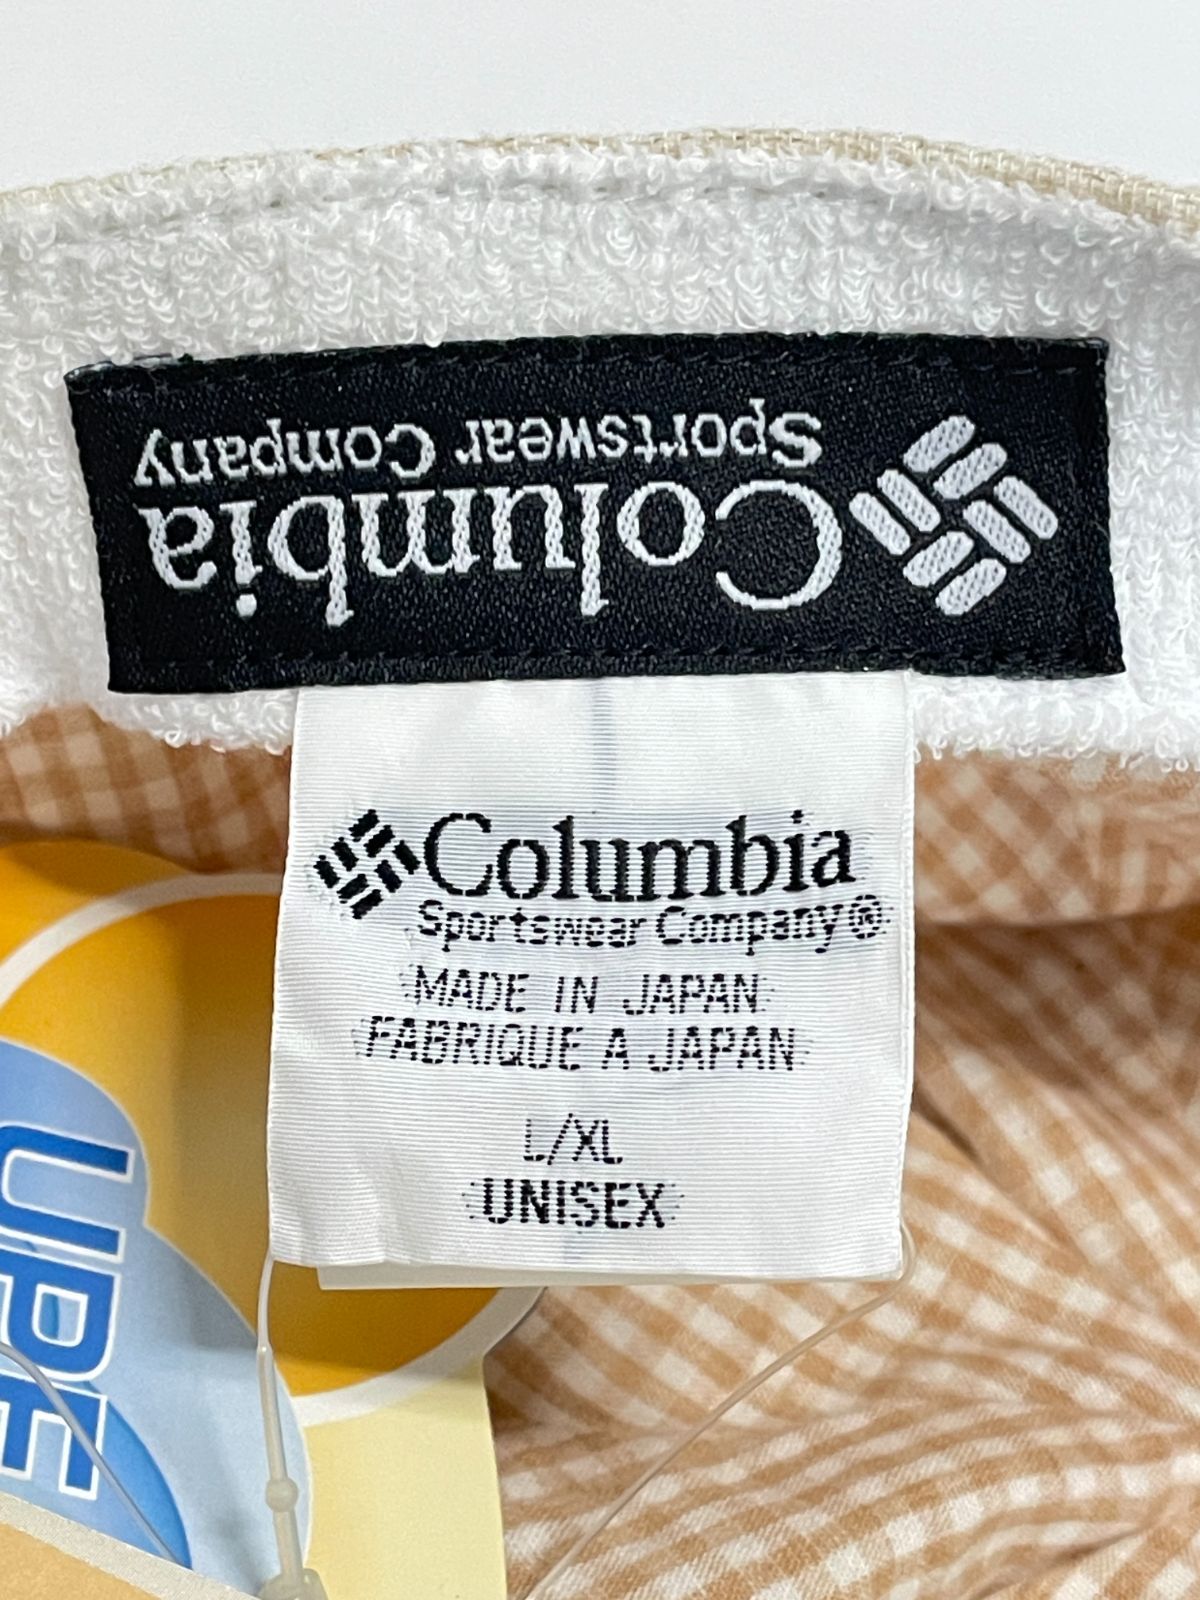 Columbia
Sportswear Company
Columbia
Sportswear Company®
MADE IN JAPAN
FABRIQUE A JAPAN
L/XL
UNISEX
UPF